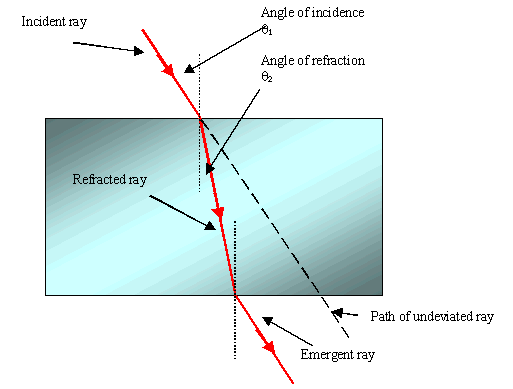 Incident ray
Angle of incidence
θ1
Angle of refraction
θ2
Refracted ray
Path of undeviated ray
Emergent ray